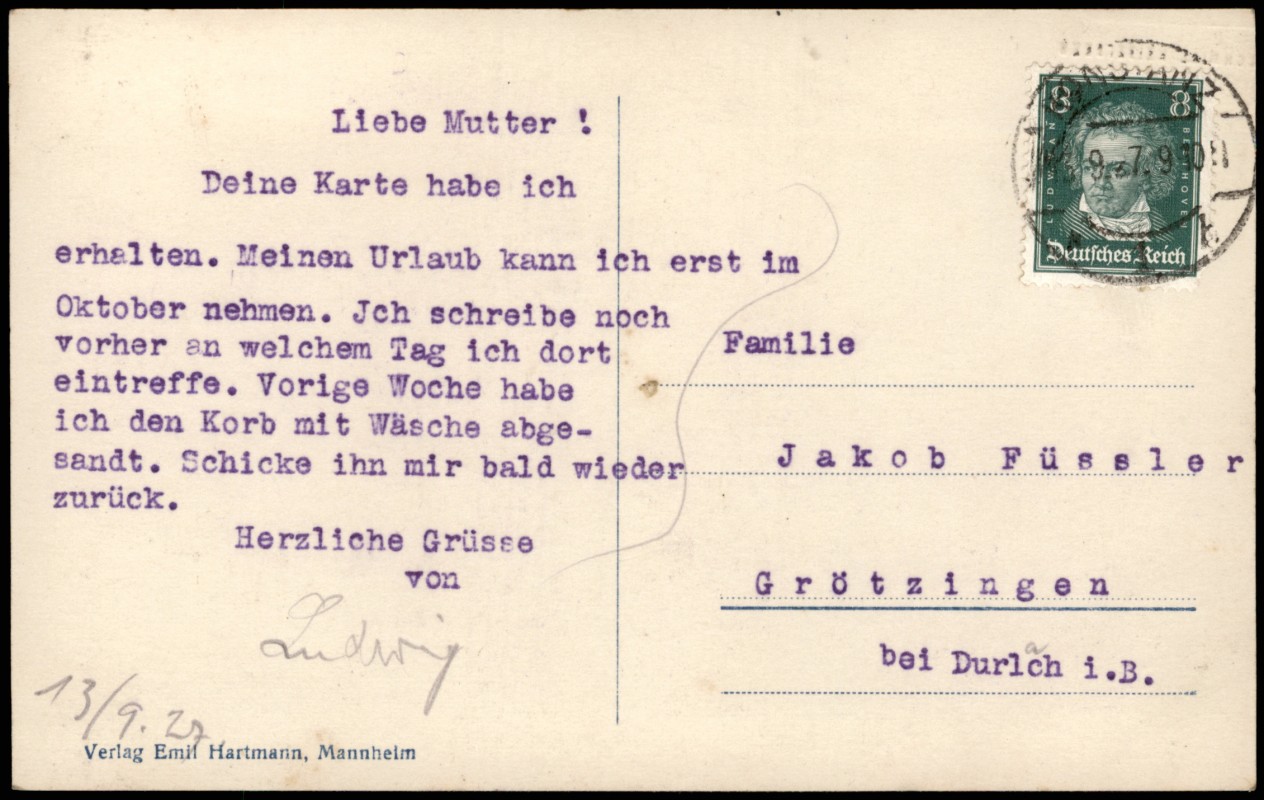 Liebe Mutter !
Deine Karte habe ich
erhalten. Meinen Urlaub kann ich erst im
Oktober nehmen. Jch schreibe noch
vorher an welchem Tag ich dort
eintreffe. Vorige Woche habe
ich den Korb mit Wäsche abge-
sandt. Schicke ihn mir bald wieder
zurück.
Herzliche Grüsse
von
Ludwig
13/9.27
Verlag Emil Hartmann, Mannheim
8 8
LUDW. VAN BEETHOVEN
Deutsches Reich
Familie
Jakob Füssler
Grötzingen
bei Durlach i.B.